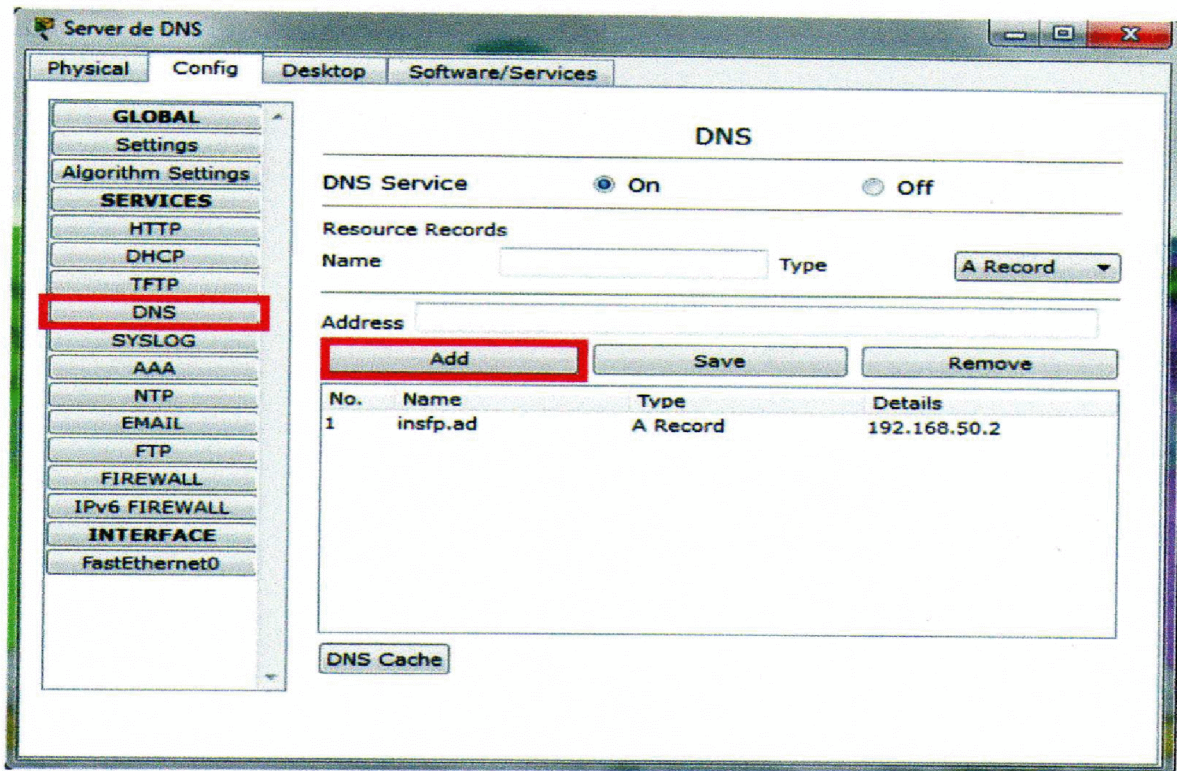 Server de DNS
Physical Config Desktop Software/Services
GLOBAL
Settings
Algorithm Settings
SERVICES
HTTP
DHCP
TFTP
DNS
SYSLOG
AAA
NTP
EMAIL
FTP
FIREWALL
IPv6 FIREWALL
INTERFACE
FastEthernet0
DNS
DNS Service On Off
Resource Records
Name Type A Record
Address
Add Save Remove
No. Name Type Details
1 insfp.ad A Record 192.168.50.2
DNS Cache